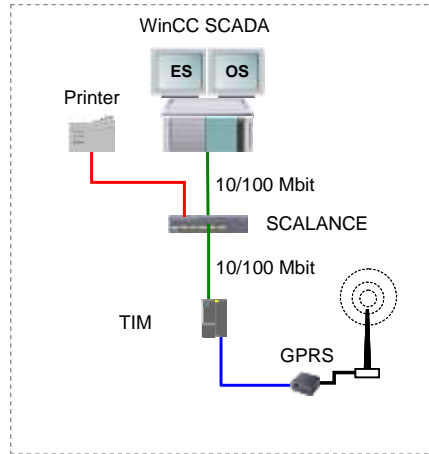 WinCC SCADA
ES OS
Printer
10/100 Mbit
SCALANCE
10/100 Mbit
TIM
GPRS